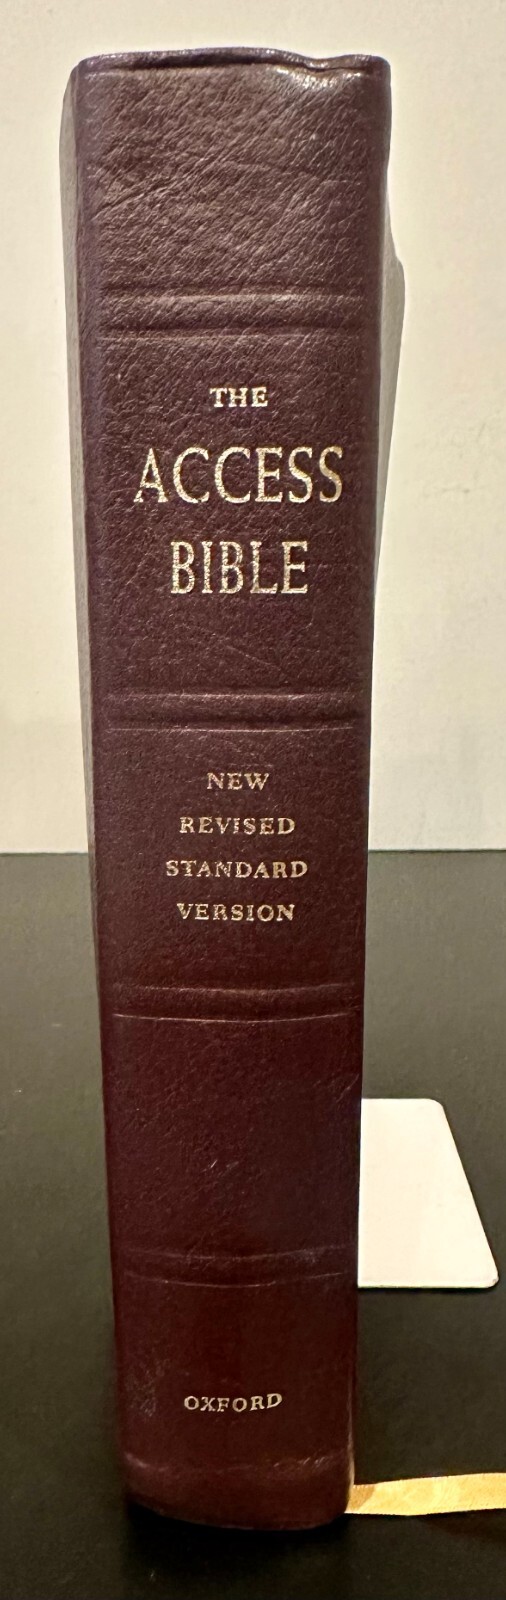 THE
ACCESS
BIBLE
NEW
REVISED
STANDARD
VERSION
OXFORD